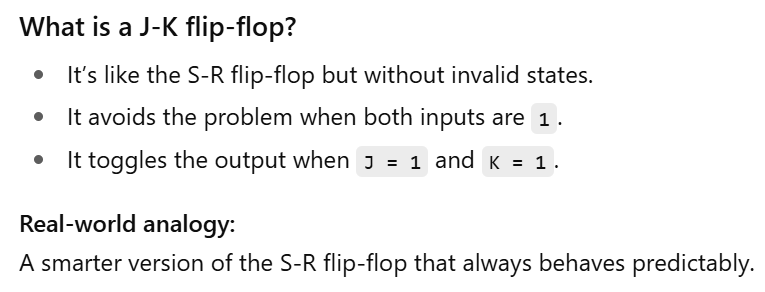 What is a J-K flip-flop?
• It’s like the S-R flip-flop but without invalid states.
• It avoids the problem when both inputs are 1.
• It toggles the output when J = 1 and K = 1.
Real-world analogy:
A smarter version of the S-R flip-flop that always behaves predictably.